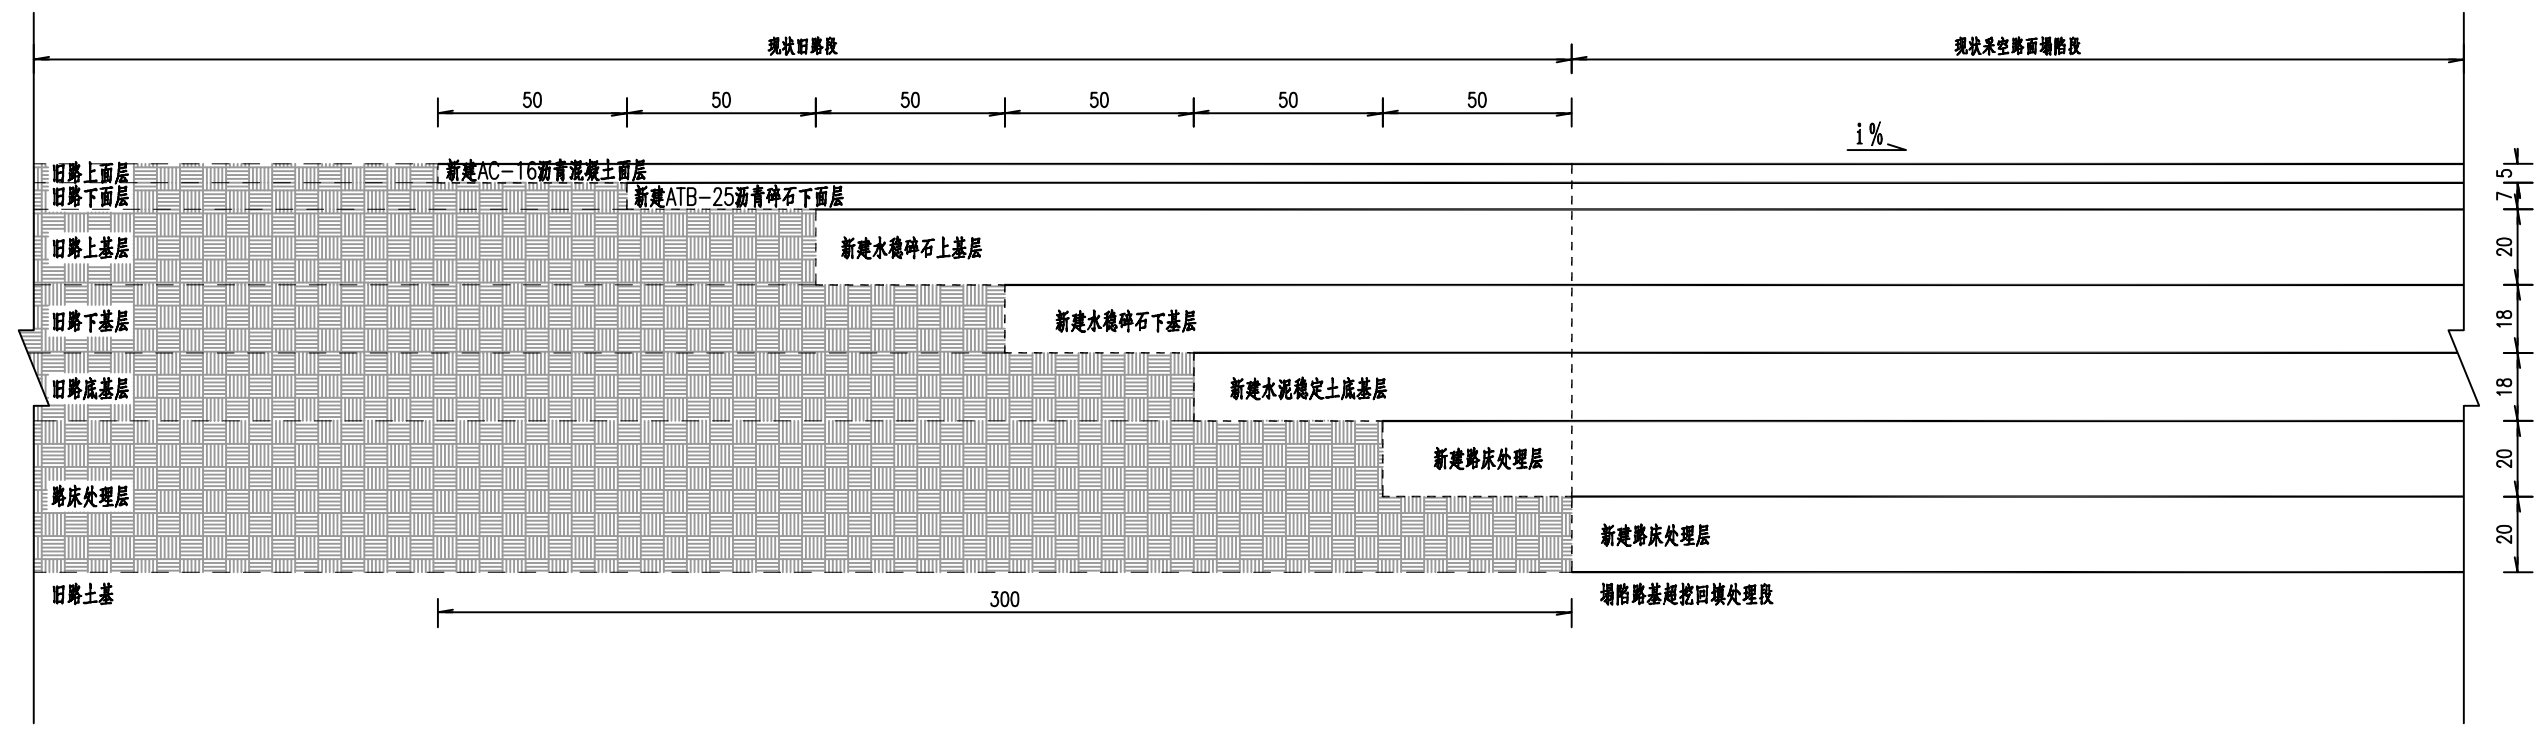 现状旧路段
现状采空路面塌陷段
50
50
50
50
50
50
i%
旧路上面层
新建AC-16沥青混凝土面层
5
旧路下面层
新建ATB-25沥青碎石下面层
7
旧路上基层
新建水稳碎石上基层
20
旧路下基层
新建水稳碎石下基层
18
旧路底基层
新建水泥稳定土底基层
18
新建路床处理层
20
路床处理层
新建路床处理层
20
旧路土基
300
塌陷路基超挖回填处理段